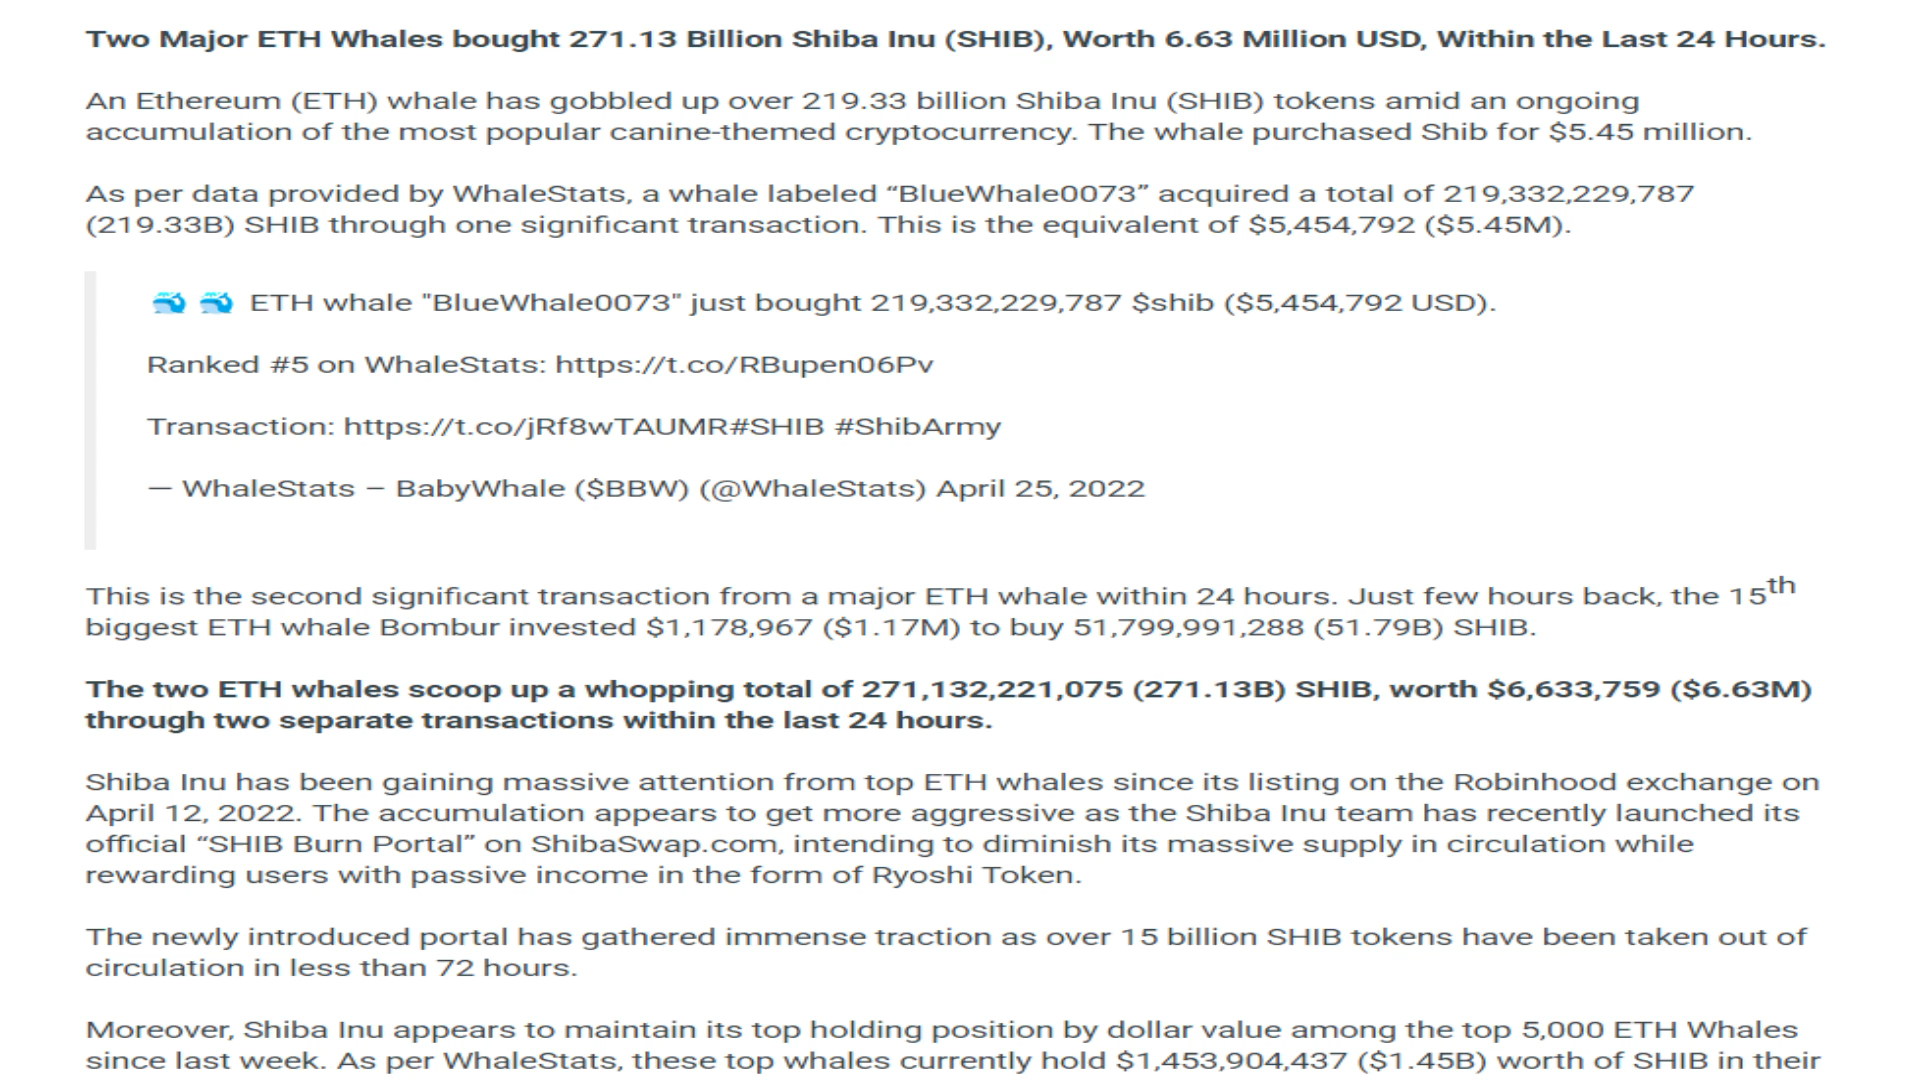 Two Major ETH Whales bought 271.13 Billion Shiba Inu (SHIB), Worth 6.63 Million USD, Within the Last 24 Hours.
An Ethereum (ETH) whale has gobbled up over 219.33 billion Shiba Inu (SHIB) tokens amid an ongoing
accumulation of the most popular canine-themed cryptocurrency. The whale purchased Shib for $5.45 million.
As per data provided by WhaleStats, a whale labeled “BlueWhale0073” acquired a total of 219,332,229,787
(219.33B) SHIB through one significant transaction. This is the equivalent of $5,454,792 ($5.45M).
🐳 🐳 ETH whale "BlueWhale0073" just bought 219,332,229,787 $shib ($5,454,792 USD).
Ranked #5 on WhaleStats: https://t.co/RBupen06Pv
Transaction: https://t.co/jRf8wTAUMR#SHIB #ShibArmy
— WhaleStats – BabyWhale ($BBW) (@WhaleStats) April 25, 2022
This is the second significant transaction from a major ETH whale within 24 hours. Just few hours back, the 15th
biggest ETH whale Bombur invested $1,178,967 ($1.17M) to buy 51,799,991,288 (51.79B) SHIB.
The two ETH whales scoop up a whopping total of 271,132,221,075 (271.13B) SHIB, worth $6,633,759 ($6.63M)
through two separate transactions within the last 24 hours.
Shiba Inu has been gaining massive attention from top ETH whales since its listing on the Robinhood exchange on
April 12, 2022. The accumulation appears to get more aggressive as the Shiba Inu team has recently launched its
official “SHIB Burn Portal” on ShibaSwap.com, intending to diminish its massive supply in circulation while
rewarding users with passive income in the form of Ryoshi Token.
The newly introduced portal has gathered immense traction as over 15 billion SHIB tokens have been taken out of
circulation in less than 72 hours.
Moreover, Shiba Inu appears to maintain its top holding position by dollar value among the top 5,000 ETH Whales
since last week. As per WhaleStats, these top whales currently hold $1,453,904,437 ($1.45B) worth of SHIB in their